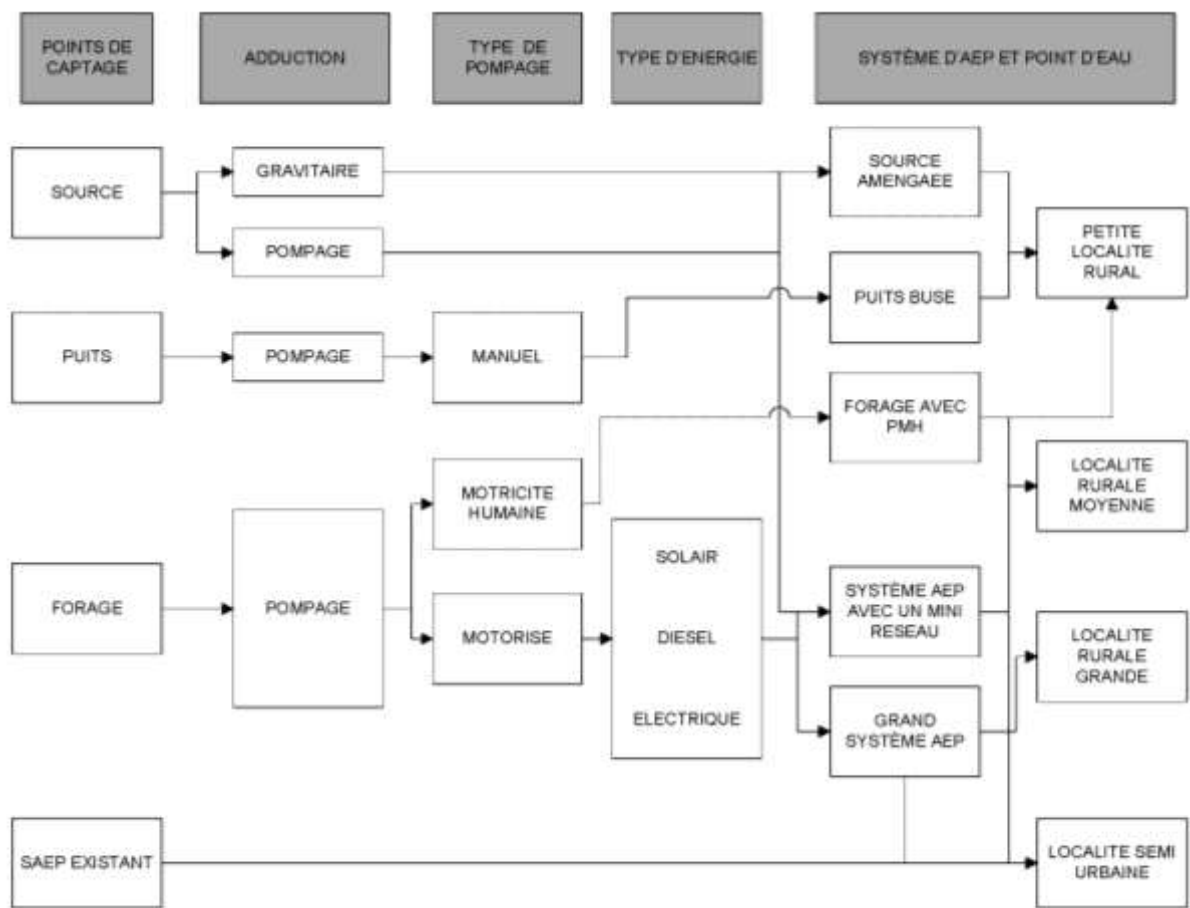 POINTS DE
CAPTAGE
ADDUCTION
TYPE DE
POMPAGE
TYPE D'ENERGIE
SYSTÈME D'AEP ET POINT D'EAU
SOURCE
GRAVITAIRE
POMPAGE
SOURCE
AMENGAEE
PETITE
LOCALITE
RURAL
PUITS
POMPAGE
MANUEL
PUITS BUSE
FORAGE AVEC
PMH
FORAGE
POMPAGE
MOTRICITE
HUMAINE
MOTORISE
SOLAIR
DIESEL
ELECTRIQUE
SYSTÈME AEP
AVEC UN MINI
RESEAU
GRAND
SYSTÈME AEP
LOCALITE
RURALE
MOYENNE
LOCALITE
RURALE
GRANDE
SAEP EXISTANT
LOCALITE SEMI
URBAINE